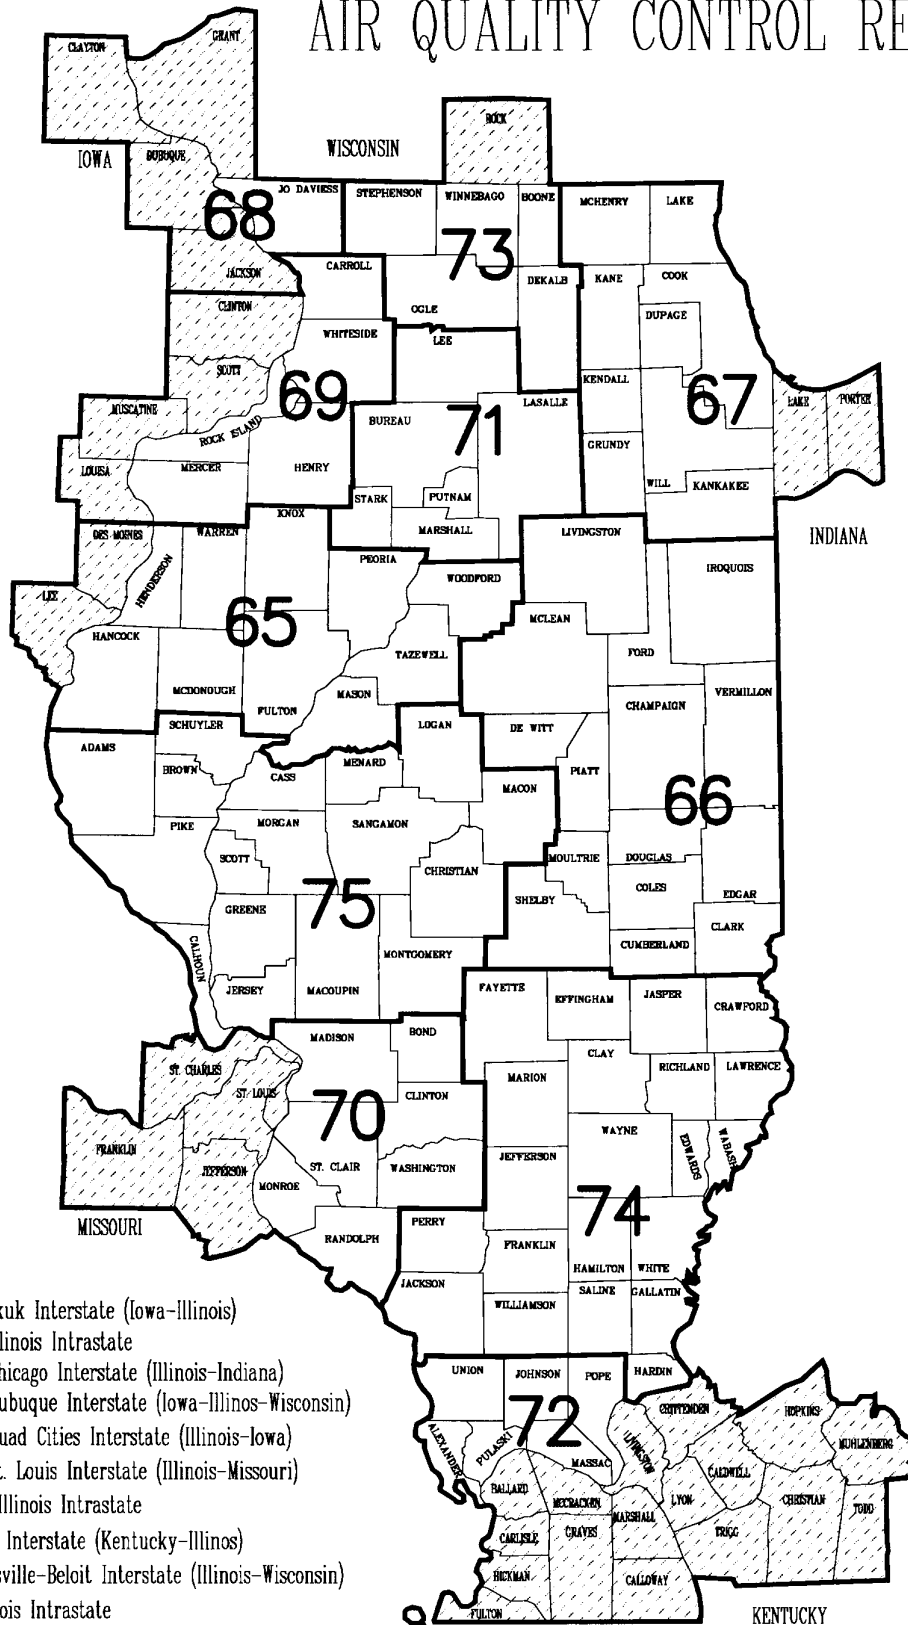 AIR QUALITY CONTROL RE
CLAYTON
GRANT
ROCK
WISCONSIN
IOWA
DUBUQUE
JO DAVIESS
STEPHENSON
WINNEBAGO
BOONE
MCHENRY
LAKE
68
73
JACKSON
CARROLL
DEKALB
KANE
COOK
CLINTON
OGLE
DUPAGE
WHITESIDE
LEE
SCOTT
69
KENDALL
67
MUSCATINE
BUREAU
71
LASALLE
LAKE
PORTER
ROCK ISLAND
GRUNDY
LOUISA
MERCER
HENRY
STARK
PUTNAM
WILL
KANKAKEE
KNOX
MARSHALL
DES MOINES
WARREN
LIVINGSTON
INDIANA
HENDERSON
PEORIA
WOODFORD
IROQUOIS
LEE
65
MCLEAN
HANCOCK
TAZEWELL
FORD
MCDONOUGH
MASON
VERMILLON
FULTON
CHAMPAIGN
SCHUYLER
LOGAN
DE WITT
ADAMS
BROWN
CASS
MENARD
PIATT
MACON
66
PIKE
MORGAN
SANGAMON
SCOTT
CHRISTIAN
MOULTRIE
DOUGLAS
75
COLES
SHELBY
EDGAR
GREENE
CLARK
CALHOUN
MONTGOMERY
CUMBERLAND
JERSEY
MACOUPIN
FAYETTE
EFFINGHAM
JASPER
CRAWFORD
MADISON
BOND
CLAY
ST. CHARLES
RICHLAND
LAWRENCE
ST. LOUIS
MARION
CLINTON
70
WAYNE
FRANKLIN
JEFFERSON
ST. CLAIR
WASHINGTON
JEFFERSON
EDWARDS
WABASH
MONROE
74
MISSOURI
RANDOLPH
PERRY
FRANKLIN
HAMILTON
WHITE
JACKSON
SALINE
GALLATIN
WILLIAMSON
kuk Interstate (Iowa-Illinois)
linois Intrastate
hicago Interstate (Illinois-Indiana)
ubuque Interstate (Iowa-Illinos-Wisconsin)
uad Cities Interstate (Illinois-Iowa)
t. Louis Interstate (Illinois-Missouri)
Illinois Intrastate
Interstate (Kentucky-Illinos)
sville-Beloit Interstate (Illinois-Wisconsin)
ois Intrastate
UNION
JOHNSON
POPE
HARDIN
72
CRITTENDEN
HOPKINS
ALEXANDER
PULASKI
MASSAC
LIVINGSTON
MUHLENBERG
BALLARD
CALDWELL
MCCRACKEN
LYON
CHRISTIAN
TODD
MARSHALL
CARLISLE
GRAVES
TRIGG
HICKMAN
CALLOWAY
FULTON
KENTUCKY